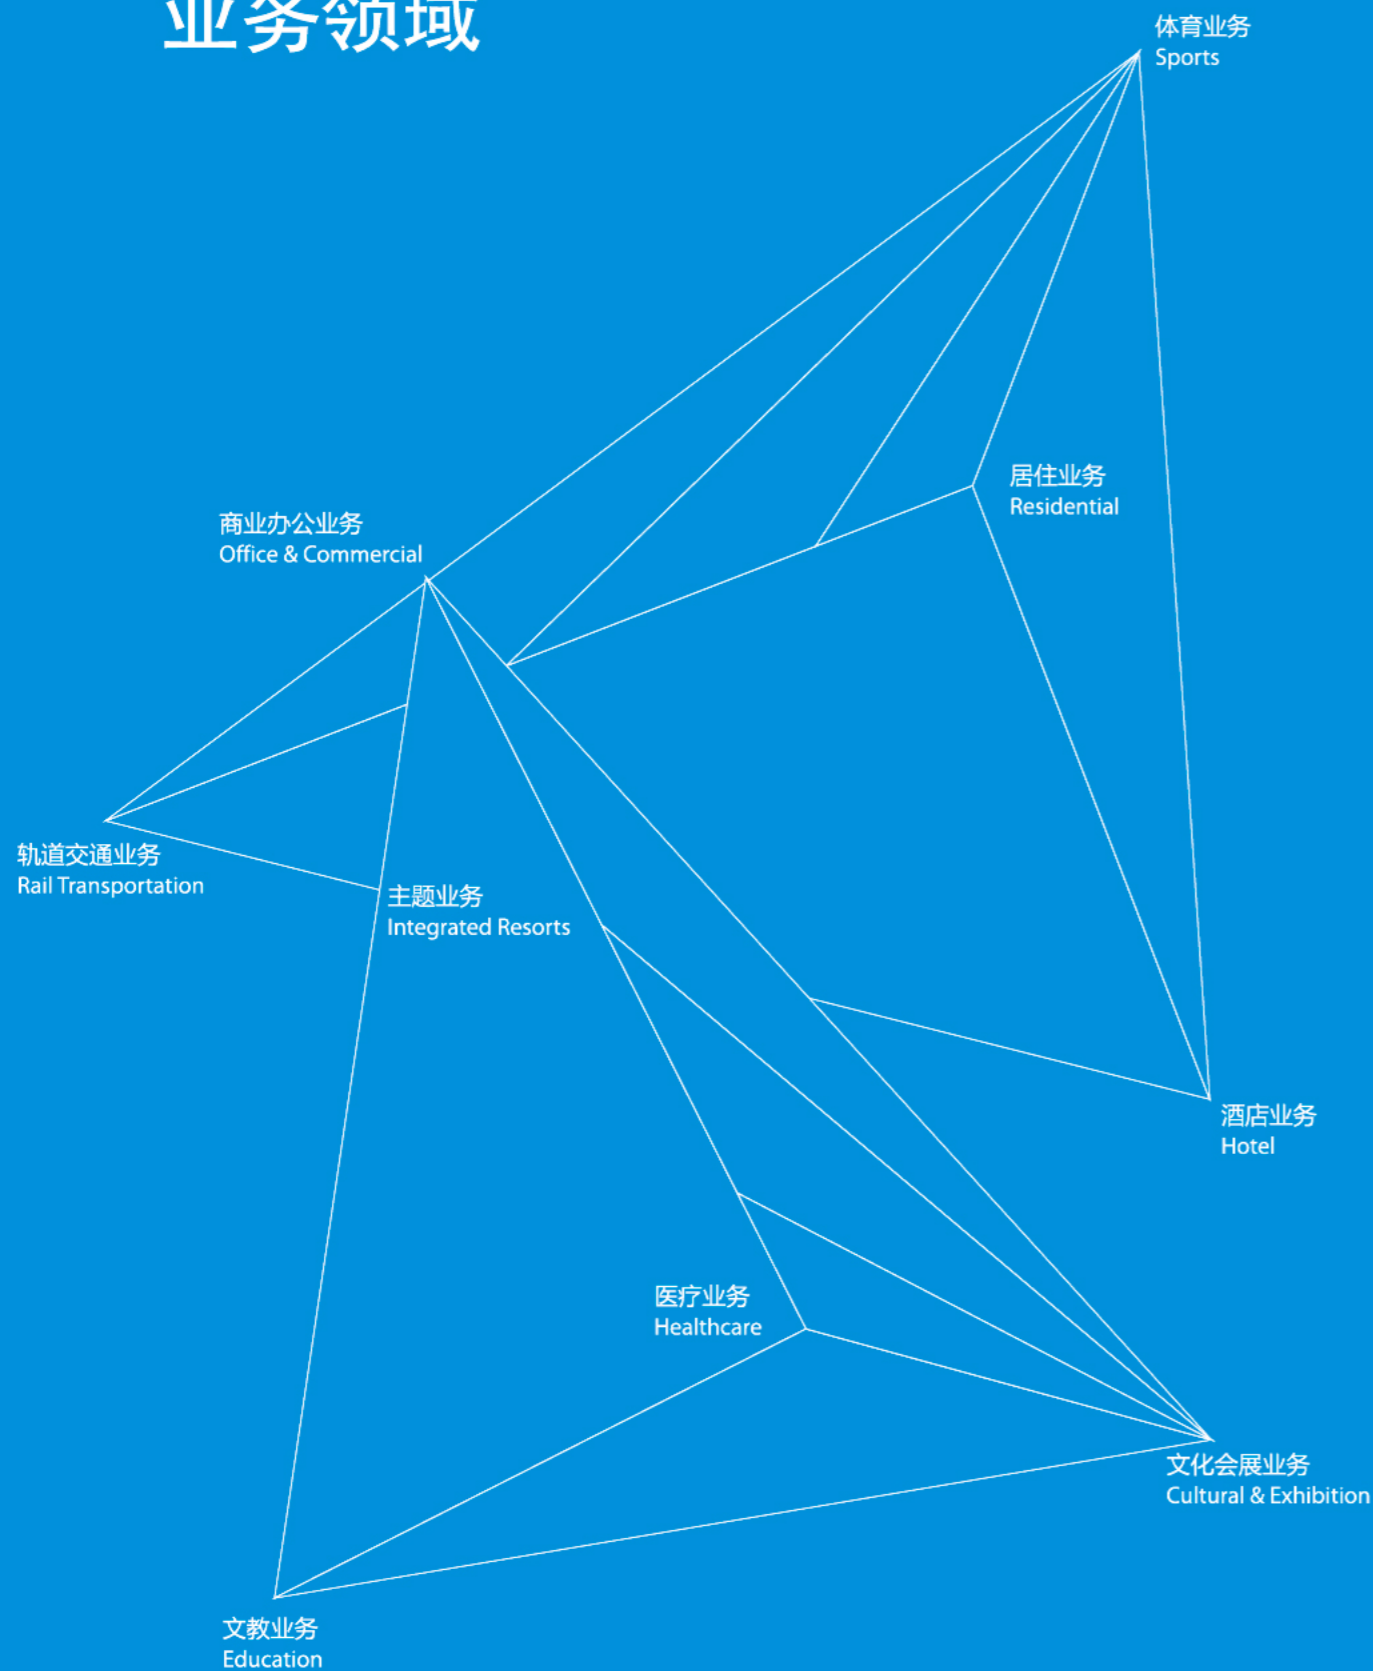 业务领域
体育业务
Sports
居住业务
Residential
商业办公业务
Office & Commercial
轨道交通业务
Rail Transportation
主题业务
Integrated Resorts
酒店业务
Hotel
医疗业务
Healthcare
文化会展业务
Cultural & Exhibition
文教业务
Education